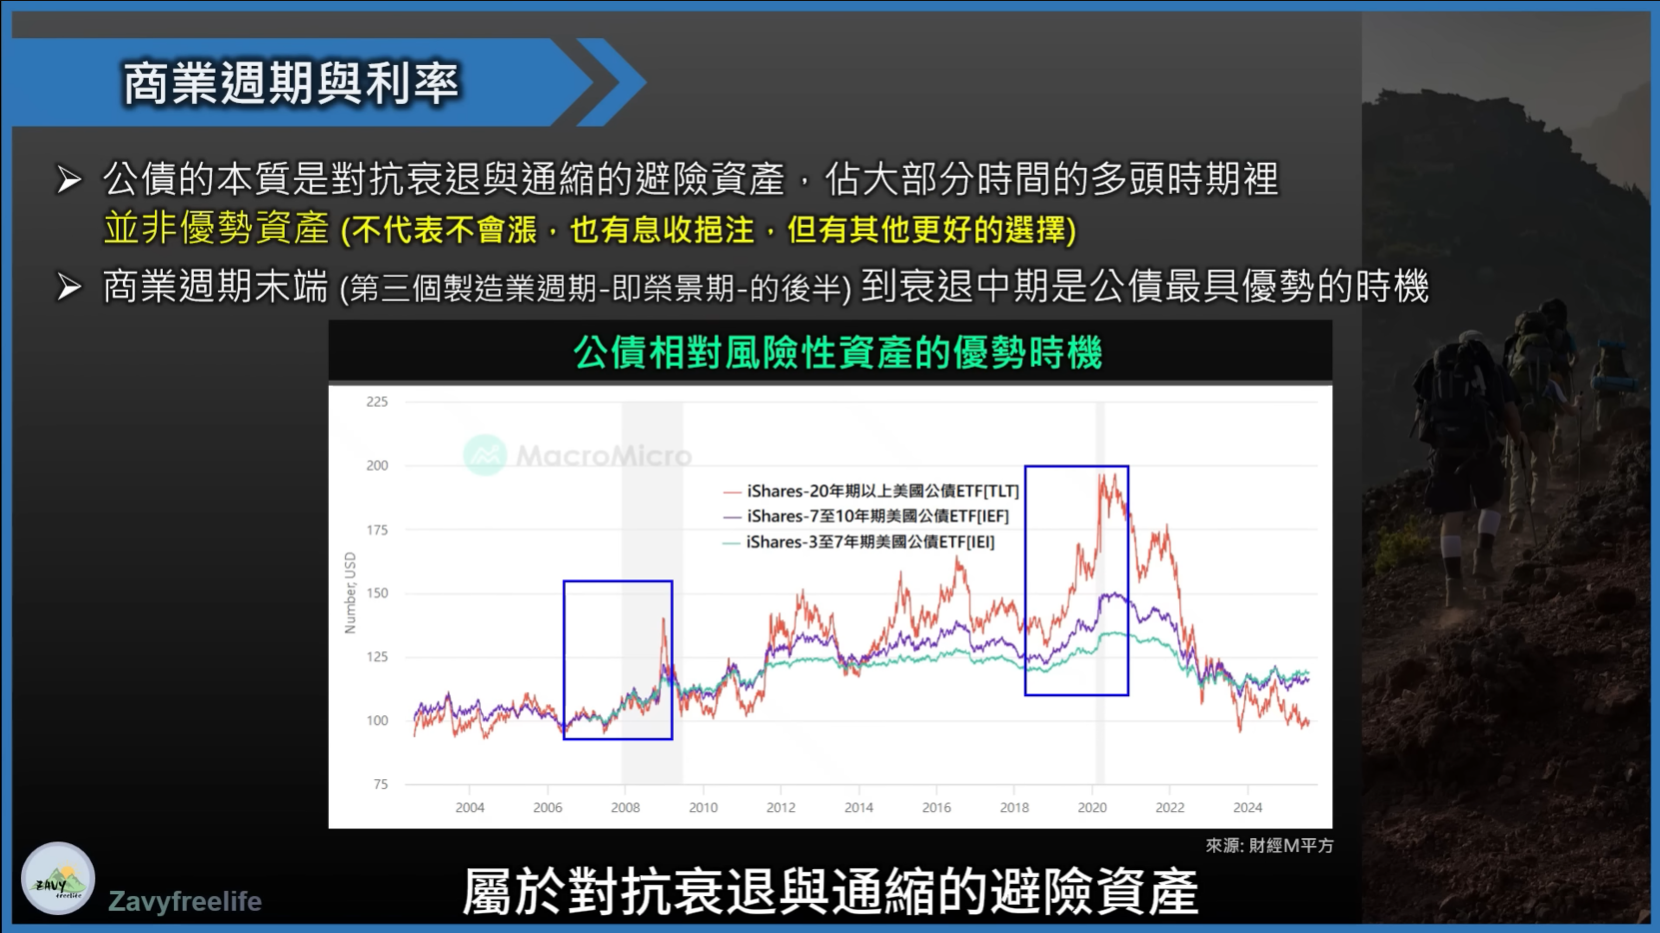 商業週期與利率
公債的本質是對抗衰退與通縮的避險資產，佔大部分時間的多頭時期裡
並非優勢資產 (不代表不會漲，也有息收挹注，但有其他更好的選擇)
商業週期末端 (第三個製造業週期-即榮景期-的後半) 到衰退中期是公債最具優勢的時機
公債相對風險性資產的優勢時機
225
200
175
150
125
100
75
Number, USD
MacroMicro
iShares-20年期以上美國公債ETF[TLT]
iShares-7至10年期美國公債ETF[IEF]
iShares-3至7年期美國公債ETF[IEI]
2004 2006 2008 2010 2012 2014 2016 2018 2020 2022 2024
來源: 財經M平方
屬於對抗衰退與通縮的避險資產
ZAVY
freelife
Zavyfreelife